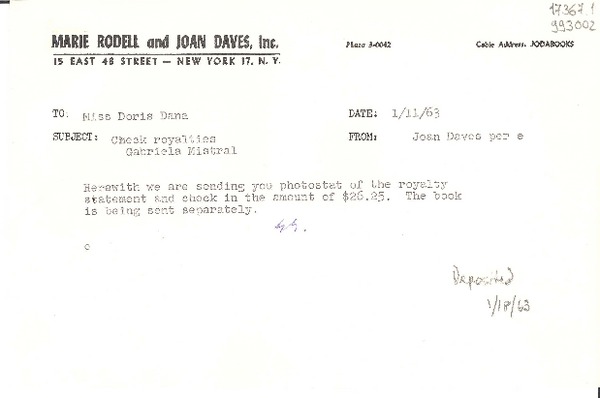 17367.1
993002
MARIE RODELL and JOAN DAVES, Inc. Plaza 3-0042 Cable Address, JODABOOKS
15 EAST 48 STREET — NEW YORK 17, N. Y.
TO: Miss Doris Dana DATE: 1/11/63
SUBJECT: Check royalties FROM: Joan Daves per e
Gabriela Mistral
Herewith we are sending you photostat of the royalty
statement and check in the amount of $26.25. The book
is being sent separately.
e
Deposited
1/18/63